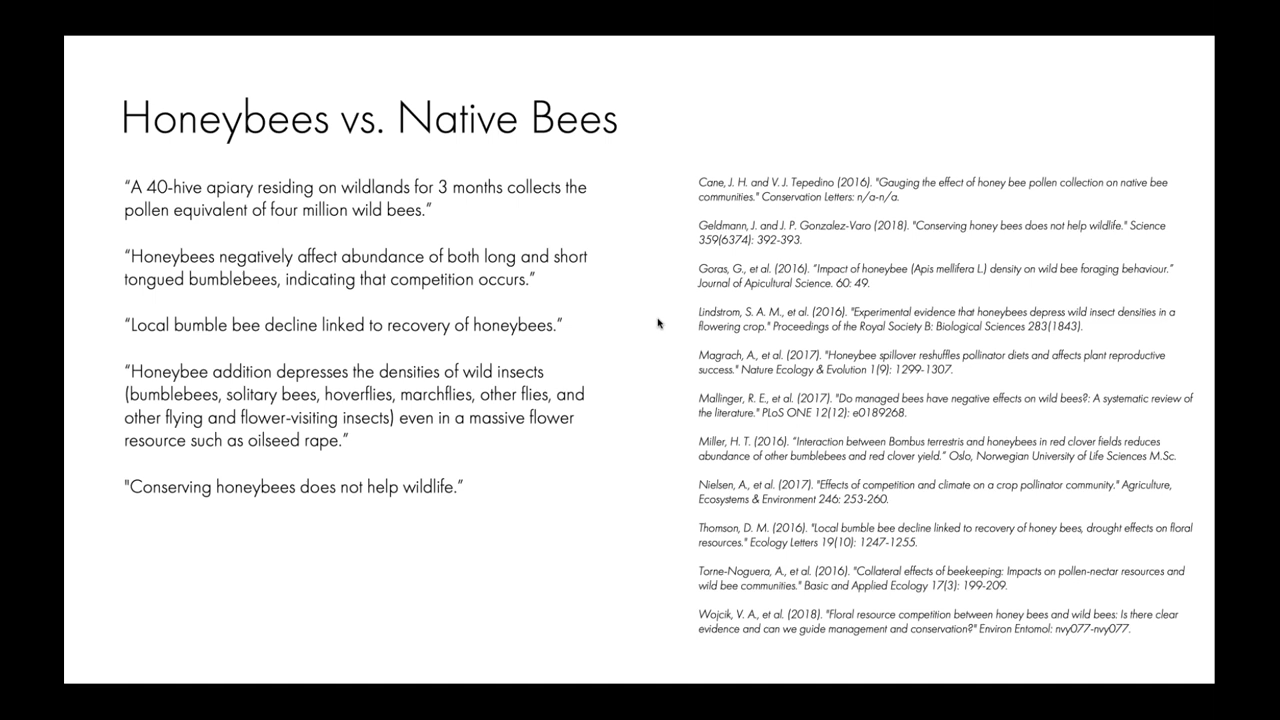 Honeybees vs. Native Bees
“A 40-hive apiary residing on wildlands for 3 months collects the
pollen equivalent of four million wild bees.”
“Honeybees negatively affect abundance of both long and short
tongued bumblebees, indicating that competition occurs.”
“Local bumble bee decline linked to recovery of honeybees.”
“Honeybee addition depresses the densities of wild insects
(bumblebees, solitary bees, hoverflies, marchflies, other flies, and
other flying and flower-visiting insects) even in a massive flower
resource such as oilseed rape.”
"Conserving honeybees does not help wildlife.”
Cane, J. H. and V. J. Tepedino (2016). "Gauging the effect of honey bee pollen collection on native bee
communities." Conservation Letters: n/a-n/a.
Geldmann, J. and J. P. Gonzalez-Varo (2018). "Conserving honey bees does not help wildlife." Science
359(6374): 392-393.
Goras, G., et al. (2016). “Impact of honeybee (Apis mellifera L.) density on wild bee foraging behaviour.”
Journal of Apicultural Science. 60: 49.
Lindstrom, S. A. M., et al. (2016). "Experimental evidence that honeybees depress wild insect densities in a
flowering crop." Proceedings of the Royal Society B: Biological Sciences 283(1843).
Magrach, A., et al. (2017). "Honeybee spillover reshuffles pollinator diets and affects plant reproductive
success." Nature Ecology & Evolution 1(9): 1299-1307.
Mallinger, R. E., et al. (2017). "Do managed bees have negative effects on wild bees?: A systematic review of
the literature." PLoS ONE 12(12): e0189268.
Miller, H. T. (2016). “Interaction between Bombus terrestris and honeybees in red clover fields reduces
abundance of other bumblebees and red clover yield.” Oslo, Norwegian University of Life Sciences M.Sc.
Nielsen, A., et al. (2017). "Effects of competition and climate on a crop pollinator community." Agriculture,
Ecosystems & Environment 246: 253-260.
Thomson, D. M. (2016). "Local bumble bee decline linked to recovery of honey bees, drought effects on floral
resources." Ecology Letters 19(10): 1247-1255.
Torne-Noguera, A., et al. (2016). "Collateral effects of beekeeping: Impacts on pollen-nectar resources and
wild bee communities." Basic and Applied Ecology 17(3): 199-209.
Wojcik, V. A., et al. (2018). "Floral resource competition between honey bees and wild bees: Is there clear
evidence and can we guide management and conservation?" Environ Entomol: nvy077-nvy077.